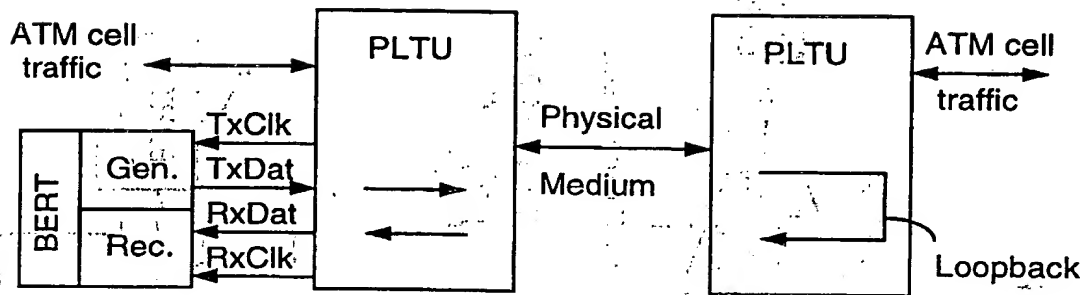 ATM cell
traffic
PLTU
PLTU
ATM cell
traffic
TxClk
TxDat
RxDat
RxClk
BERT
Gen.
Rec.
Physical
Medium
Loopback